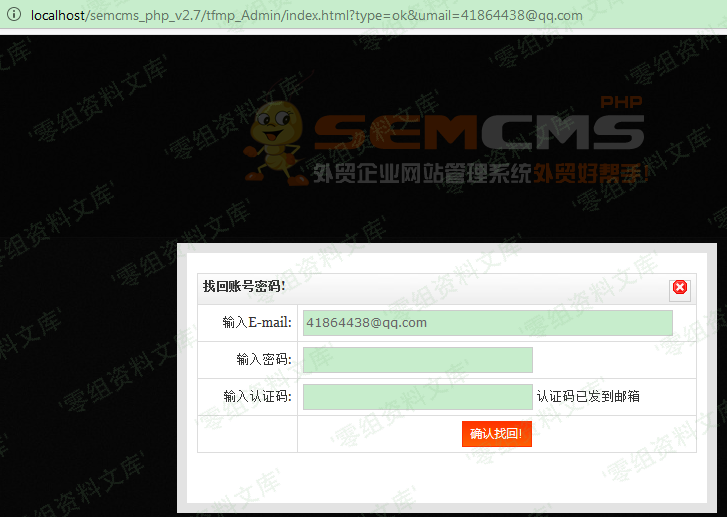 localhost/semcms_php_v2.7/tfmp_Admin/index.html?type=ok&umail=41864438@qq.com
PHP
SEMCMS
外贸企业网站管理系统外贸好帮手!
找回账号密码!
输入E-mail: 41864438@qq.com
输入密码:
输入认证码: 认证码已发到邮箱
确认找回!
'零组资料文库'